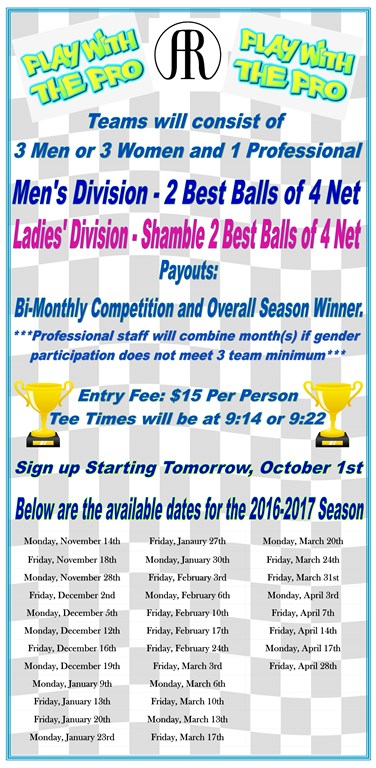 PLAY WITH
THE PRO
AR
PLAY WITH
THE PRO
Teams will consist of
3 Men or 3 Women and 1 Professional
Men's Division - 2 Best Balls of 4 Net
Ladies' Division - Shamble 2 Best Balls of 4 Net
Payouts:
Bi-Monthly Competition and Overall Season Winner.
***Professional staff will combine month(s) if gender
participation does not meet 3 team minimum***
Entry Fee: $15 Per Person
Tee Times will be at 9:14 or 9:22
Sign up Starting Tomorrow, October 1st
Below are the available dates for the 2016-2017 Season
Monday, November 14th
Friday, November 18th
Monday, November 28th
Friday, December 2nd
Monday, December 5th
Monday, December 12th
Friday, December 16th
Monday, December 19th
Monday, January 9th
Friday, January 13th
Friday, January 20th
Monday, January 23rd
Friday, Janaury 27th
Monday, January 30th
Friday, February 3rd
Monday, February 6th
Friday, February 10th
Friday, February 17th
Friday, February 24th
Friday, March 3rd
Monday, March 6th
Friday, March 10th
Monday, March 13th
Friday, March 17th
Monday, March 20th
Friday, March 24th
Friday, March 31st
Monday, April 3rd
Friday, April 7th
Friday, April 14th
Monday, April 17th
Friday, April 28th